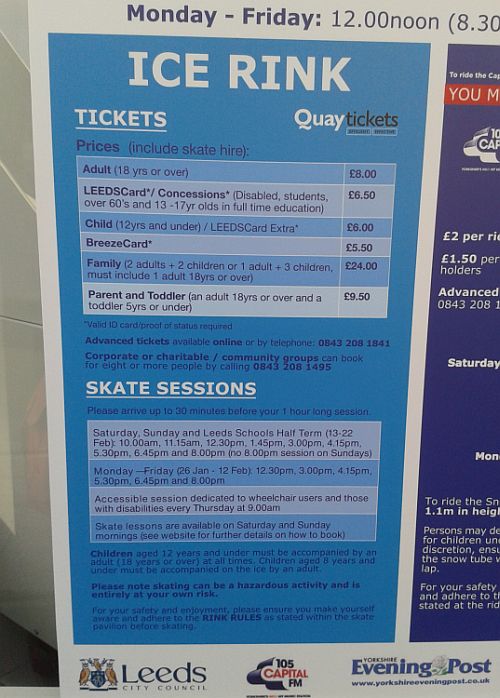 Monday - Friday: 12.00noon (8.30
ICE RINK
TICKETS
Quaytickets
Prices (include skate hire):
Adult (18 yrs or over) £8.00
LEEDSCard*/ Concessions* (Disabled, students, £6.50
over 60's and 13 -17yr olds in full time education)
Child (12yrs and under) / LEEDSCard Extra* £6.00
BreezeCard* £5.50
Family (2 adults + 2 children or 1 adult + 3 children, £24.00
must include 1 adult 18yrs or over)
Parent and Toddler (an adult 18yrs or over and a £9.50
toddler 5yrs or under)
*Valid ID card/proof of status required
Advanced tickets available online or by telephone: 0843 208 1841
Corporate or charitable / community groups can book
for eight or more people by calling 0843 208 1495
SKATE SESSIONS
Please arrive up to 30 minutes before your 1 hour long session.
Saturday, Sunday and Leeds Schools Half Term (13-22
Feb): 10.00am, 11.15am, 12.30pm, 1.45pm, 3.00pm, 4.15pm,
5.30pm, 6.45pm and 8.00pm (no 8.00pm session on Sundays)
Monday —Friday (26 Jan - 12 Feb): 12.30pm, 3.00pm, 4.15pm,
5.30pm, 6.45pm and 8.00pm
Accessible session dedicated to wheelchair users and those
with disabilities every Thursday at 9.00am
Skate lessons are available on Saturday and Sunday
mornings (see website for further details on how to book)
Children aged 12 years and under must be accompanied by an
adult (18 years or over) at all times. Children aged 8 years and
under must be accompanied on the ice by an adult.
Please note skating can be a hazardous activity and is
entirely at your own risk.
For your safety and enjoyment, please ensure you make yourself
aware and adhere to the RINK RULES as stated within the skate
pavilion before skating.
Leeds
CITY COUNCIL
105
CAPITAL
FM
YORKSHIRE
Evening Post
www.yorkshireeveningpost.co.uk
To ride the Cap
YOU M
10
CAP
£2 per ri
£1.50 per
holders
Advanced
0843 208 1
Saturday
Mon
To ride the Sn
1.1m in heig
Persons may de
for children un
discretion, ensu
the snow tube w
lap.
For your safety
and adhere to th
stated at the rid